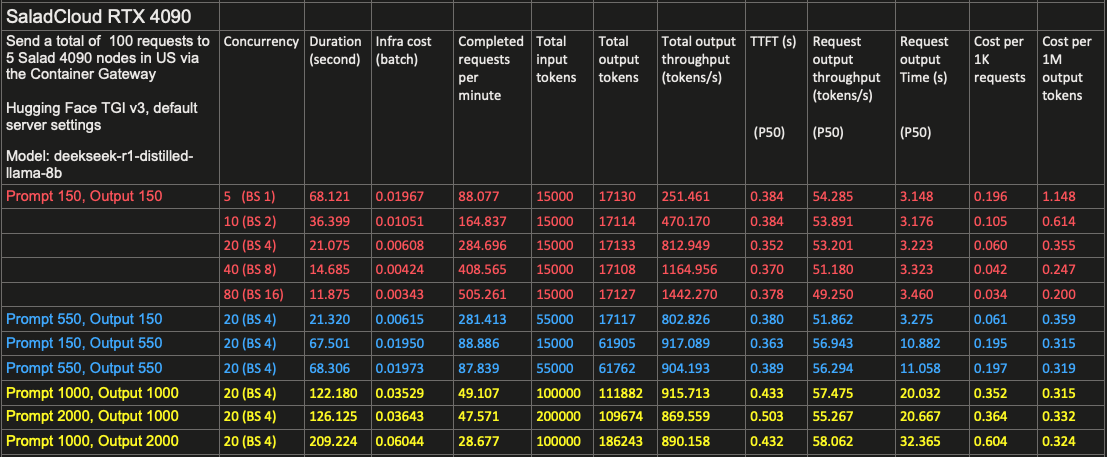 SaladCloud RTX 4090
Send a total of 100 requests to 5 Salad 4090 nodes in US via the Container Gateway
Hugging Face TGI v3, default server settings
Model: deekseek-r1-distilled-llama-8b
Concurrency
Duration (second)
Infra cost (batch)
Completed requests per minute
Total input tokens
Total output tokens
Total output throughput (tokens/s)
TTFT (s) (P50)
Request output throughput (tokens/s) (P50)
Request output Time (s) (P50)
Cost per 1K requests
Cost per 1M output tokens
Prompt 150, Output 150 5 (BS 1) 68.121 0.01967 88.077 15000 17130 251.461 0.384 54.285 3.148 0.196 1.148
10 (BS 2) 36.399 0.01051 164.837 15000 17114 470.170 0.384 53.891 3.176 0.105 0.614
20 (BS 4) 21.075 0.00608 284.696 15000 17133 812.949 0.352 53.201 3.223 0.060 0.355
40 (BS 8) 14.685 0.00424 408.565 15000 17108 1164.956 0.370 51.180 3.323 0.042 0.247
80 (BS 16) 11.875 0.00343 505.261 15000 17127 1442.270 0.378 49.250 3.460 0.034 0.200
Prompt 550, Output 150 20 (BS 4) 21.320 0.00615 281.413 55000 17117 802.826 0.380 51.862 3.275 0.061 0.359
Prompt 150, Output 550 20 (BS 4) 67.501 0.01950 88.886 15000 61905 917.089 0.363 56.943 10.882 0.195 0.315
Prompt 550, Output 550 20 (BS 4) 68.306 0.01973 87.839 55000 61762 904.193 0.389 56.294 11.058 0.197 0.319
Prompt 1000, Output 1000 20 (BS 4) 122.180 0.03529 49.107 100000 111882 915.713 0.433 57.475 20.032 0.352 0.315
Prompt 2000, Output 1000 20 (BS 4) 126.125 0.03643 47.571 200000 109674 869.559 0.503 55.267 20.667 0.364 0.332
Prompt 1000, Output 2000 20 (BS 4) 209.224 0.06044 28.677 100000 186243 890.158 0.432 58.062 32.365 0.604 0.324